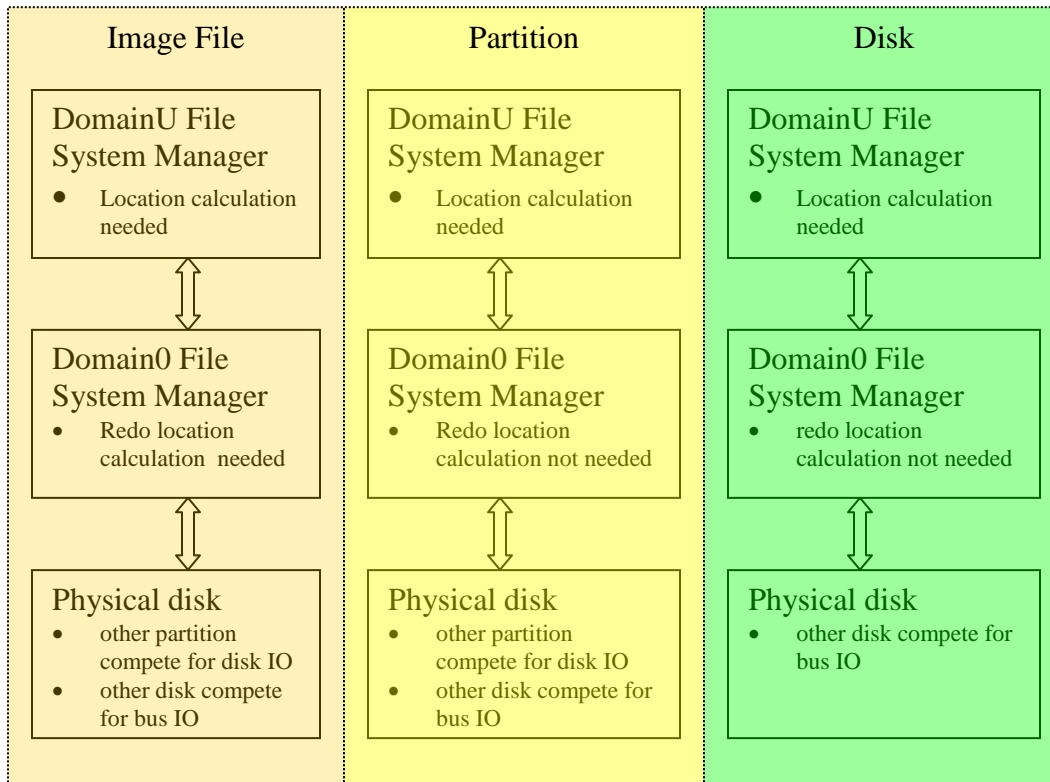 Image File
DomainU File
System Manager
● Location calculation
needed
Domain0 File
System Manager
• Redo location
calculation needed
Physical disk
• other partition
compete for disk IO
• other disk compete
for bus IO
Partition
DomainU File
System Manager
● Location calculation
needed
Domain0 File
System Manager
• Redo location
calculation not needed
Physical disk
• other partition
compete for disk IO
• other disk compete for
bus IO
Disk
DomainU File
System Manager
● Location calculation
needed
Domain0 File
System Manager
• redo location
calculation not needed
Physical disk
• other disk compete for
bus IO